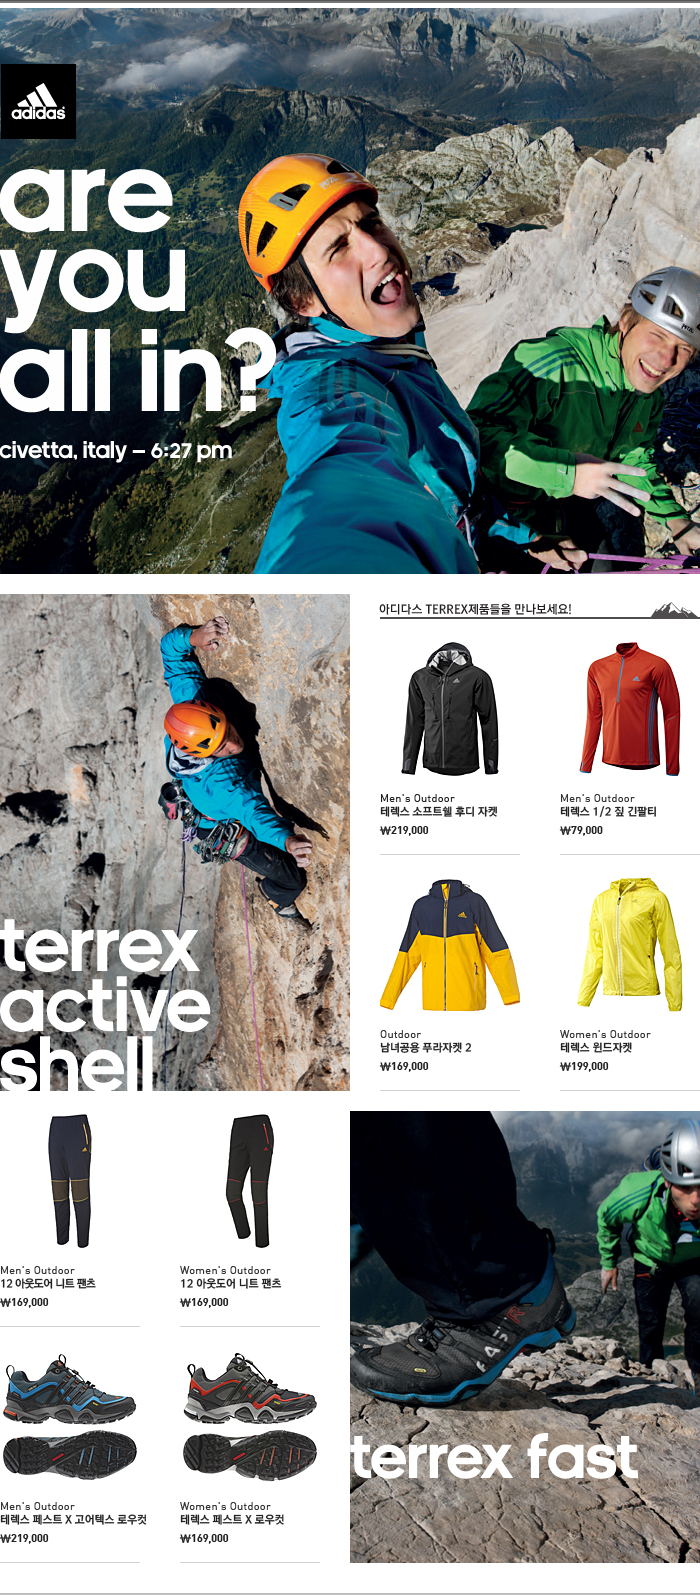 adidas
are
you
all in?
civetta, italy – 6:27 pm
terrex
active
shell
아디다스 TERREX제품들을 만나보세요!
Men's Outdoor
테렉스 소프트쉘 후디 자켓
₩219,000
Men's Outdoor
테렉스 1/2 짚 긴팔티
₩79,000
Outdoor
남녀공용 푸라자켓 2
₩169,000
Women's Outdoor
테렉스 윈드자켓
₩199,000
Men's Outdoor
12 아웃도어 니트 팬츠
₩169,000
Women's Outdoor
12 아웃도어 니트 팬츠
₩169,000
Men's Outdoor
테렉스 페스트 X 고어텍스 로우컷
₩219,000
Women's Outdoor
테렉스 페스트 X 로우컷
₩169,000
FAST R
terrex fast